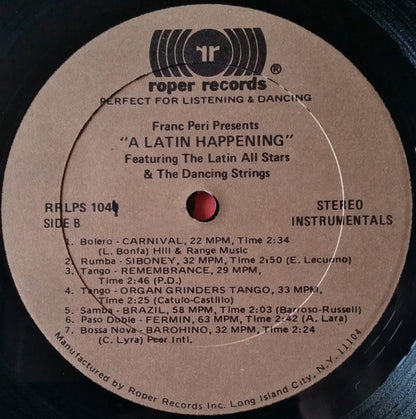 rr
roper records®
PERFECT FOR LISTENING & DANCING
Franc Peri Presents
"A LATIN HAPPENING"
Featuring The Latin All Stars
& The Dancing Strings
RRLPS 104
SIDE B
STEREO
INSTRUMENTALS
1. Bolero - CARNIVAL, 22 MPM, Time 2:34
(L. Bonfa) Hill & Range Music
2. Rumba - SIBONEY, 32 MPM, Time 2:50 (E. Lecuono)
3. Tango - REMEMBRANCE, 29 MPM,
Time 2:46 (P.D.)
4. Tango - ORGAN GRINDERS TANGO, 33 MPM,
Time 2:25 (Catulo-Castillo)
5. Samba - BRAZIL, 58 MPM, Time 2:03 (Barroso-Russell)
6. Paso Doble - FERMIN, 63 MPM, Time 2:42 (A. Lara)
7. Bossa Nova - BAROHINO, 32 MPM, Time 2:24
(C. Lyra) Peer Intl.
Manufactured by Roper Records Inc. Long Island City, N.Y. 11104